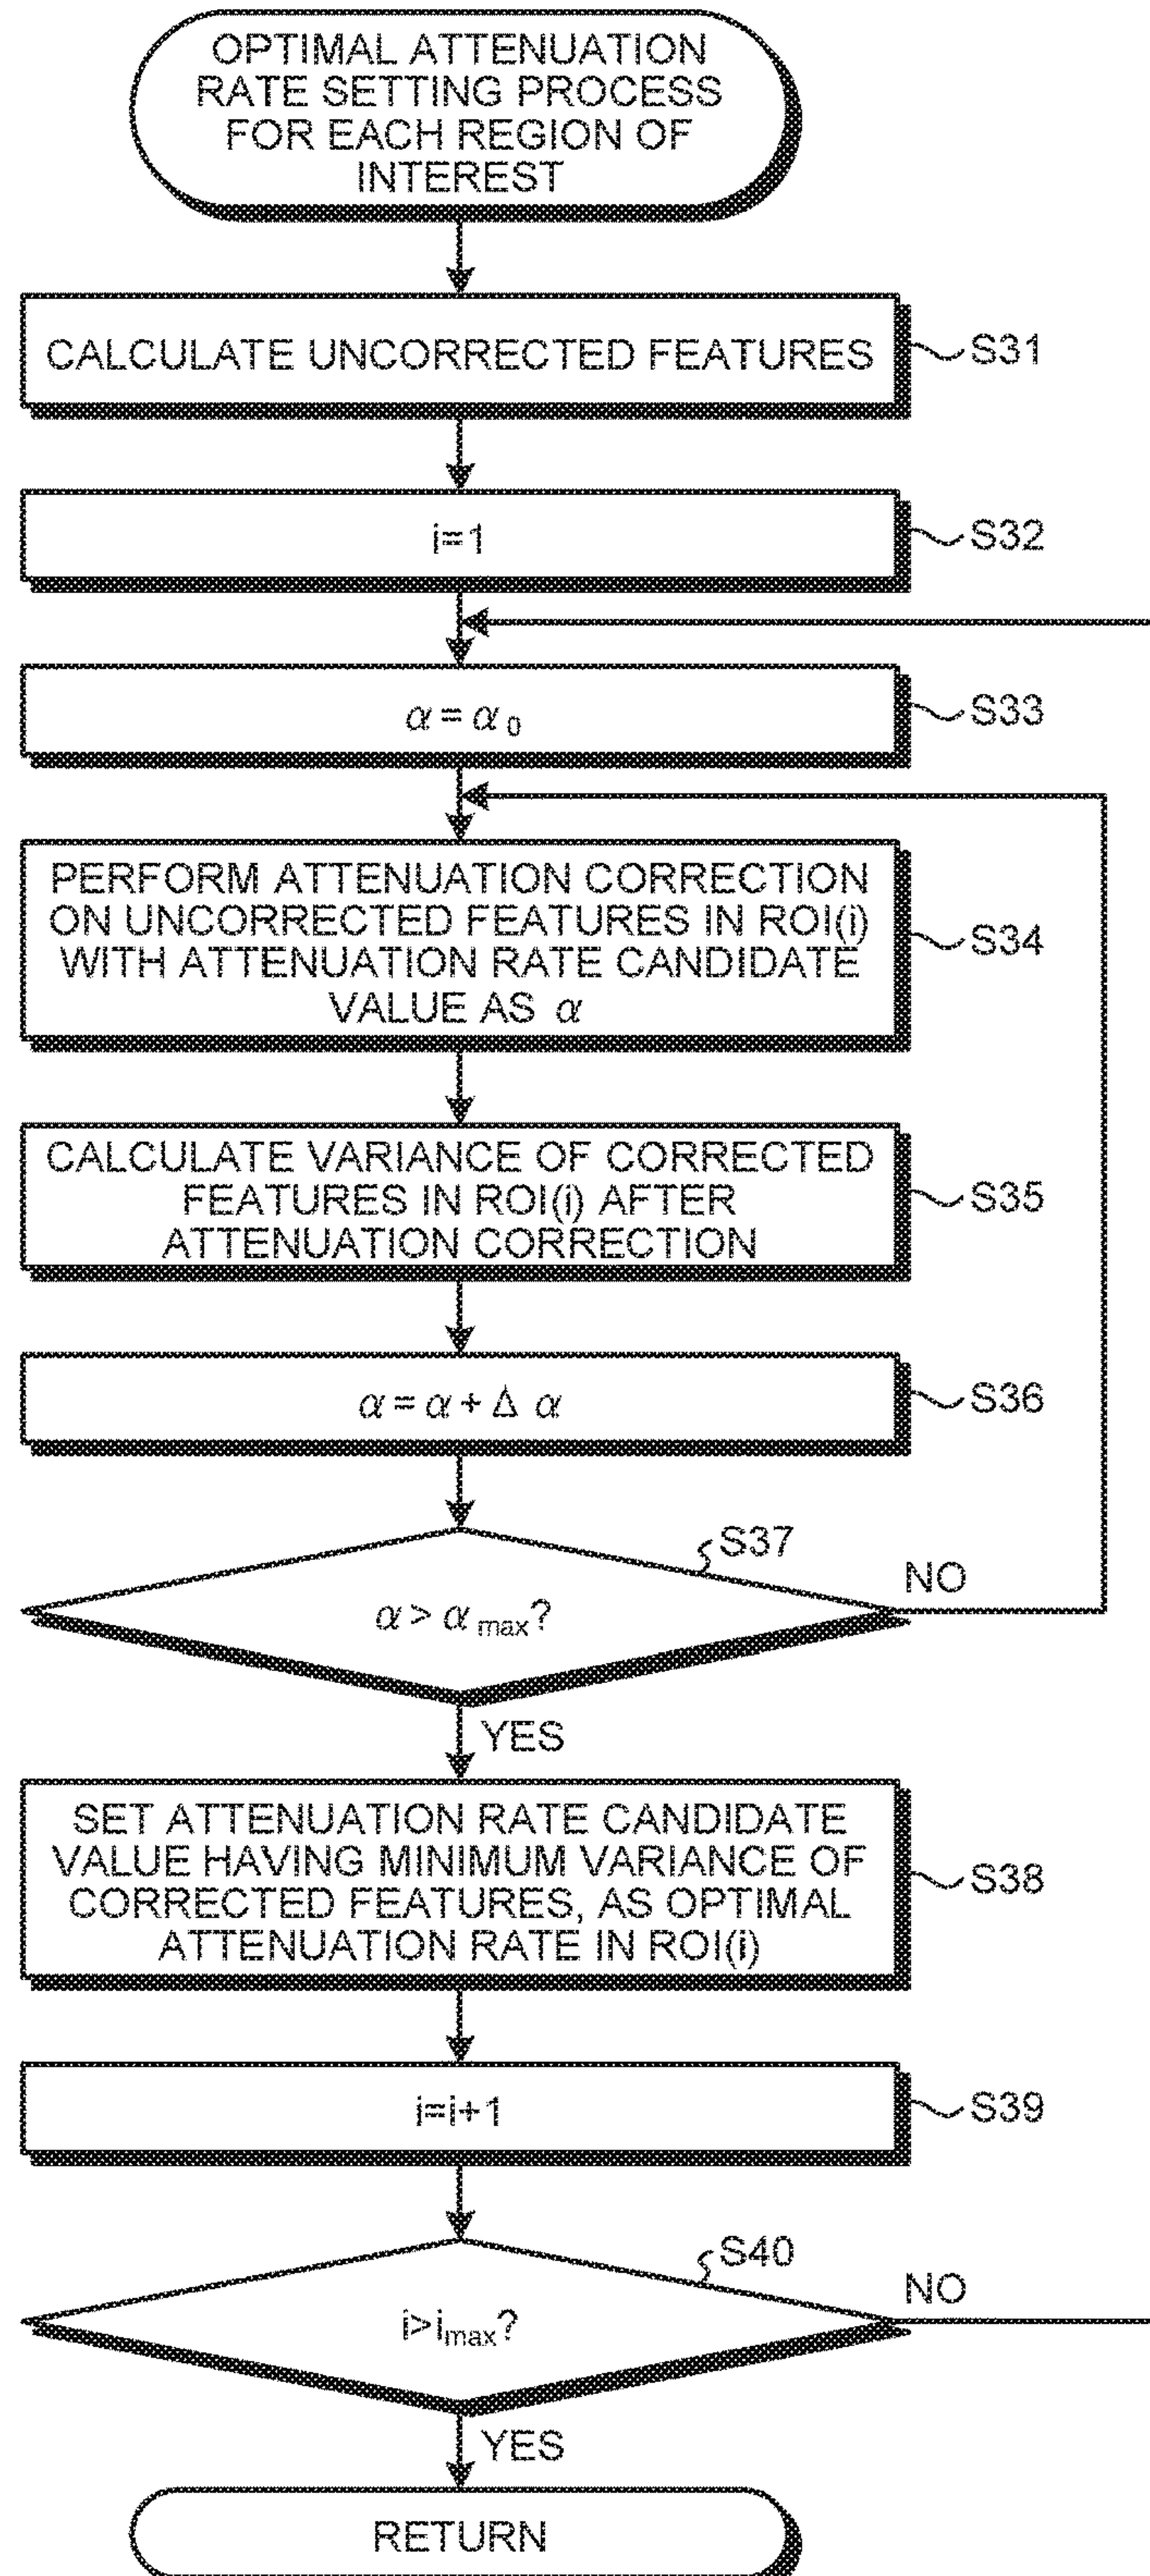 OPTIMAL ATTENUATION
RATE SETTING PROCESS
FOR EACH REGION OF
INTEREST
CALCULATE UNCORRECTED FEATURES
S31
i=1
S32
α = α₀
S33
PERFORM ATTENUATION CORRECTION
ON UNCORRECTED FEATURES IN ROI(i)
WITH ATTENUATION RATE CANDIDATE
VALUE AS α
S34
CALCULATE VARIANCE OF CORRECTED
FEATURES IN ROI(i) AFTER
ATTENUATION CORRECTION
S35
α = α + Δ α
S36
S37
α > α max?
NO
YES
SET ATTENUATION RATE CANDIDATE
VALUE HAVING MINIMUM VARIANCE OF
CORRECTED FEATURES, AS OPTIMAL
ATTENUATION RATE IN ROI(i)
S38
i=i+1
S39
S40
i>imax?
NO
YES
RETURN